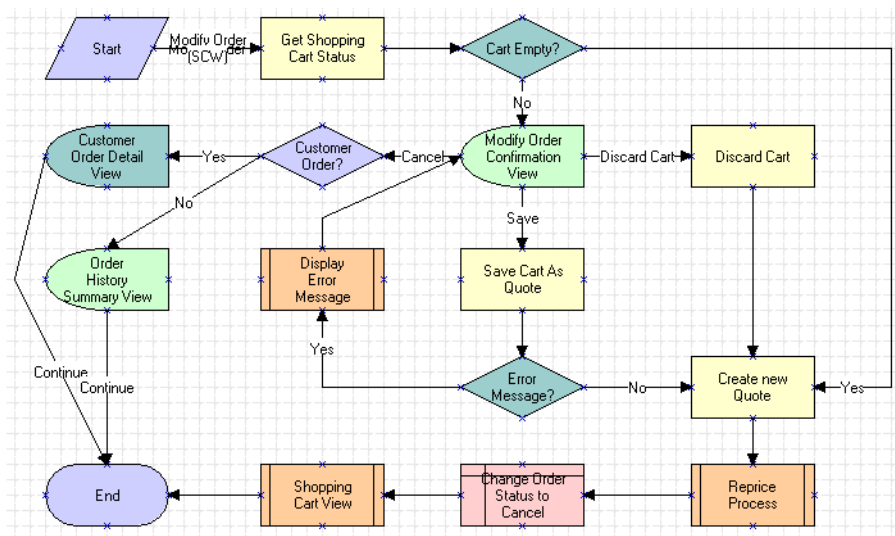 Start
Modify Order
(SCW)
Get Shopping
Cart Status
Cart Empty?
No
Customer
Order Detail
View
Yes
Customer
Order?
Cancel
Modify Order
Confirmation
View
Discard Cart
Discard Cart
No
Save
Order
History
Summary View
Display
Error
Message
Save Cart As
Quote
Yes
Continue
Continue
Error
Message?
No
Create new
Quote
Yes
End
Shopping
Cart View
Change Order
Status to
Cancel
Reprice
Process